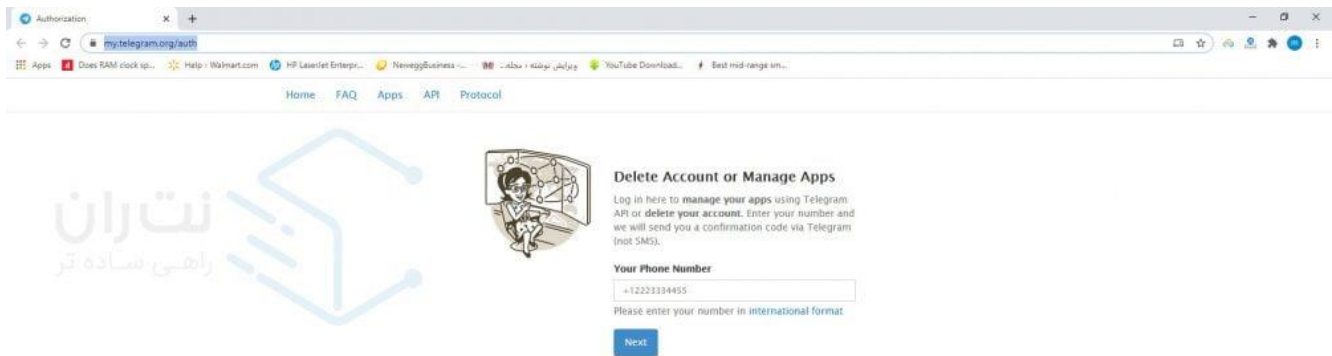 Authorization
my.telegram.org/auth
Apps Does RAM clock sp... Help - Walmart.com HP LaserJet Enterpr... NeweggBusiness -... ویرایش نوشته ‹ مجله... YouTube Download... Best mid-range sm...
Home FAQ Apps API Protocol
نت‌ران
راهی ساده تر
Delete Account or Manage Apps
Log in here to manage your apps using Telegram
API or delete your account. Enter your number and
we will send you a confirmation code via Telegram
(not SMS).
Your Phone Number
+12223334455
Please enter your number in international format
Next